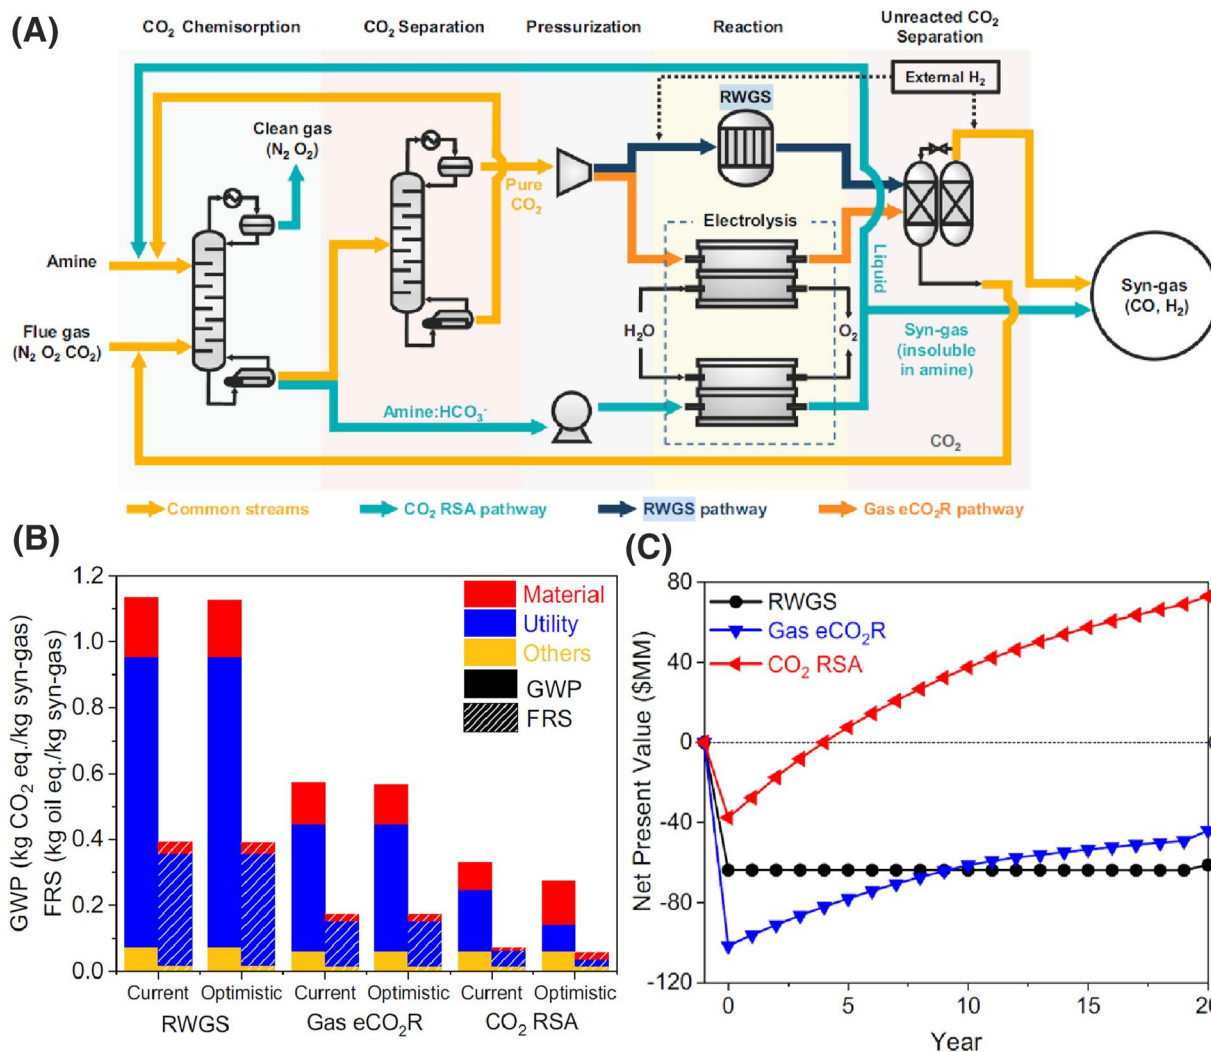 (A)
CO₂ Chemisorption
CO₂ Separation
Pressurization
Reaction
Unreacted CO₂
Separation
External H₂
RWGS
Clean gas
(N₂ O₂)
Pure
CO₂
Electrolysis
Amine
Liquid
Syn-gas
(CO, H₂)
Flue gas
(N₂ O₂ CO₂)
H₂O
O₂
Syn-gas
(insoluble
in amine)
Amine:HCO₃⁻
CO₂
Common streams
CO₂ RSA pathway
RWGS pathway
Gas eCO₂R pathway
(B)
GWP (kg CO₂ eq./kg syn-gas)
FRS (kg oil eq./kg syn-gas)
1.2
1.0
0.8
0.6
0.4
0.2
0.0
Material
Utility
Others
GWP
FRS
Current
Optimistic
Current
Optimistic
Current
Optimistic
RWGS
Gas eCO₂R
CO₂ RSA
(C)
Net Present Value ($MM)
80
40
0
-40
-80
-120
RWGS
Gas eCO₂R
CO₂ RSA
0
5
10
15
20
Year